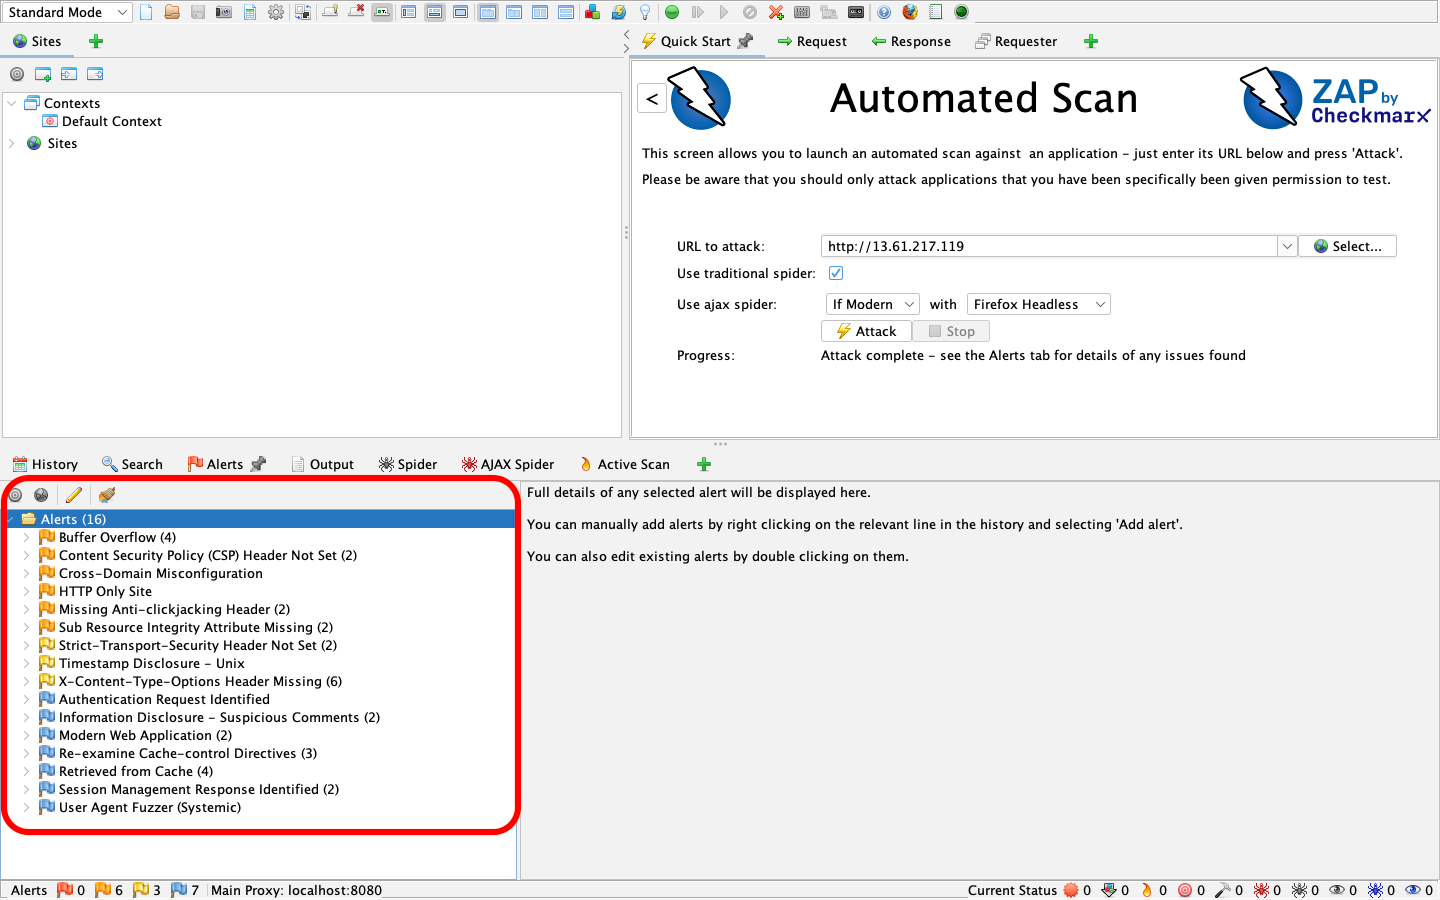 Standard Mode
Sites
Quick Start
Request
Response
Requester
Contexts
Default Context
Sites
<
Automated Scan
ZAP by
Checkmarx
This screen allows you to launch an automated scan against an application - just enter its URL below and press 'Attack'.
Please be aware that you should only attack applications that you have been specifically been given permission to test.
URL to attack:
http://13.61.217.119
Select...
Use traditional spider:
Use ajax spider:
If Modern
with
Firefox Headless
Attack
Stop
Progress:
Attack complete - see the Alerts tab for details of any issues found
History
Search
Alerts
Output
Spider
AJAX Spider
Active Scan
Alerts (16)
Buffer Overflow (4)
Content Security Policy (CSP) Header Not Set (2)
Cross-Domain Misconfiguration
HTTP Only Site
Missing Anti-clickjacking Header (2)
Sub Resource Integrity Attribute Missing (2)
Strict-Transport-Security Header Not Set (2)
Timestamp Disclosure - Unix
X-Content-Type-Options Header Missing (6)
Authentication Request Identified
Information Disclosure - Suspicious Comments (2)
Modern Web Application (2)
Re-examine Cache-control Directives (3)
Retrieved from Cache (4)
Session Management Response Identified (2)
User Agent Fuzzer (Systemic)
Full details of any selected alert will be displayed here.
You can manually add alerts by right clicking on the relevant line in the history and selecting 'Add alert'.
You can also edit existing alerts by double clicking on them.
Alerts 0 6 3 7 Main Proxy: localhost:8080
Current Status 0 0 0 0 0 0 0 0 0 0